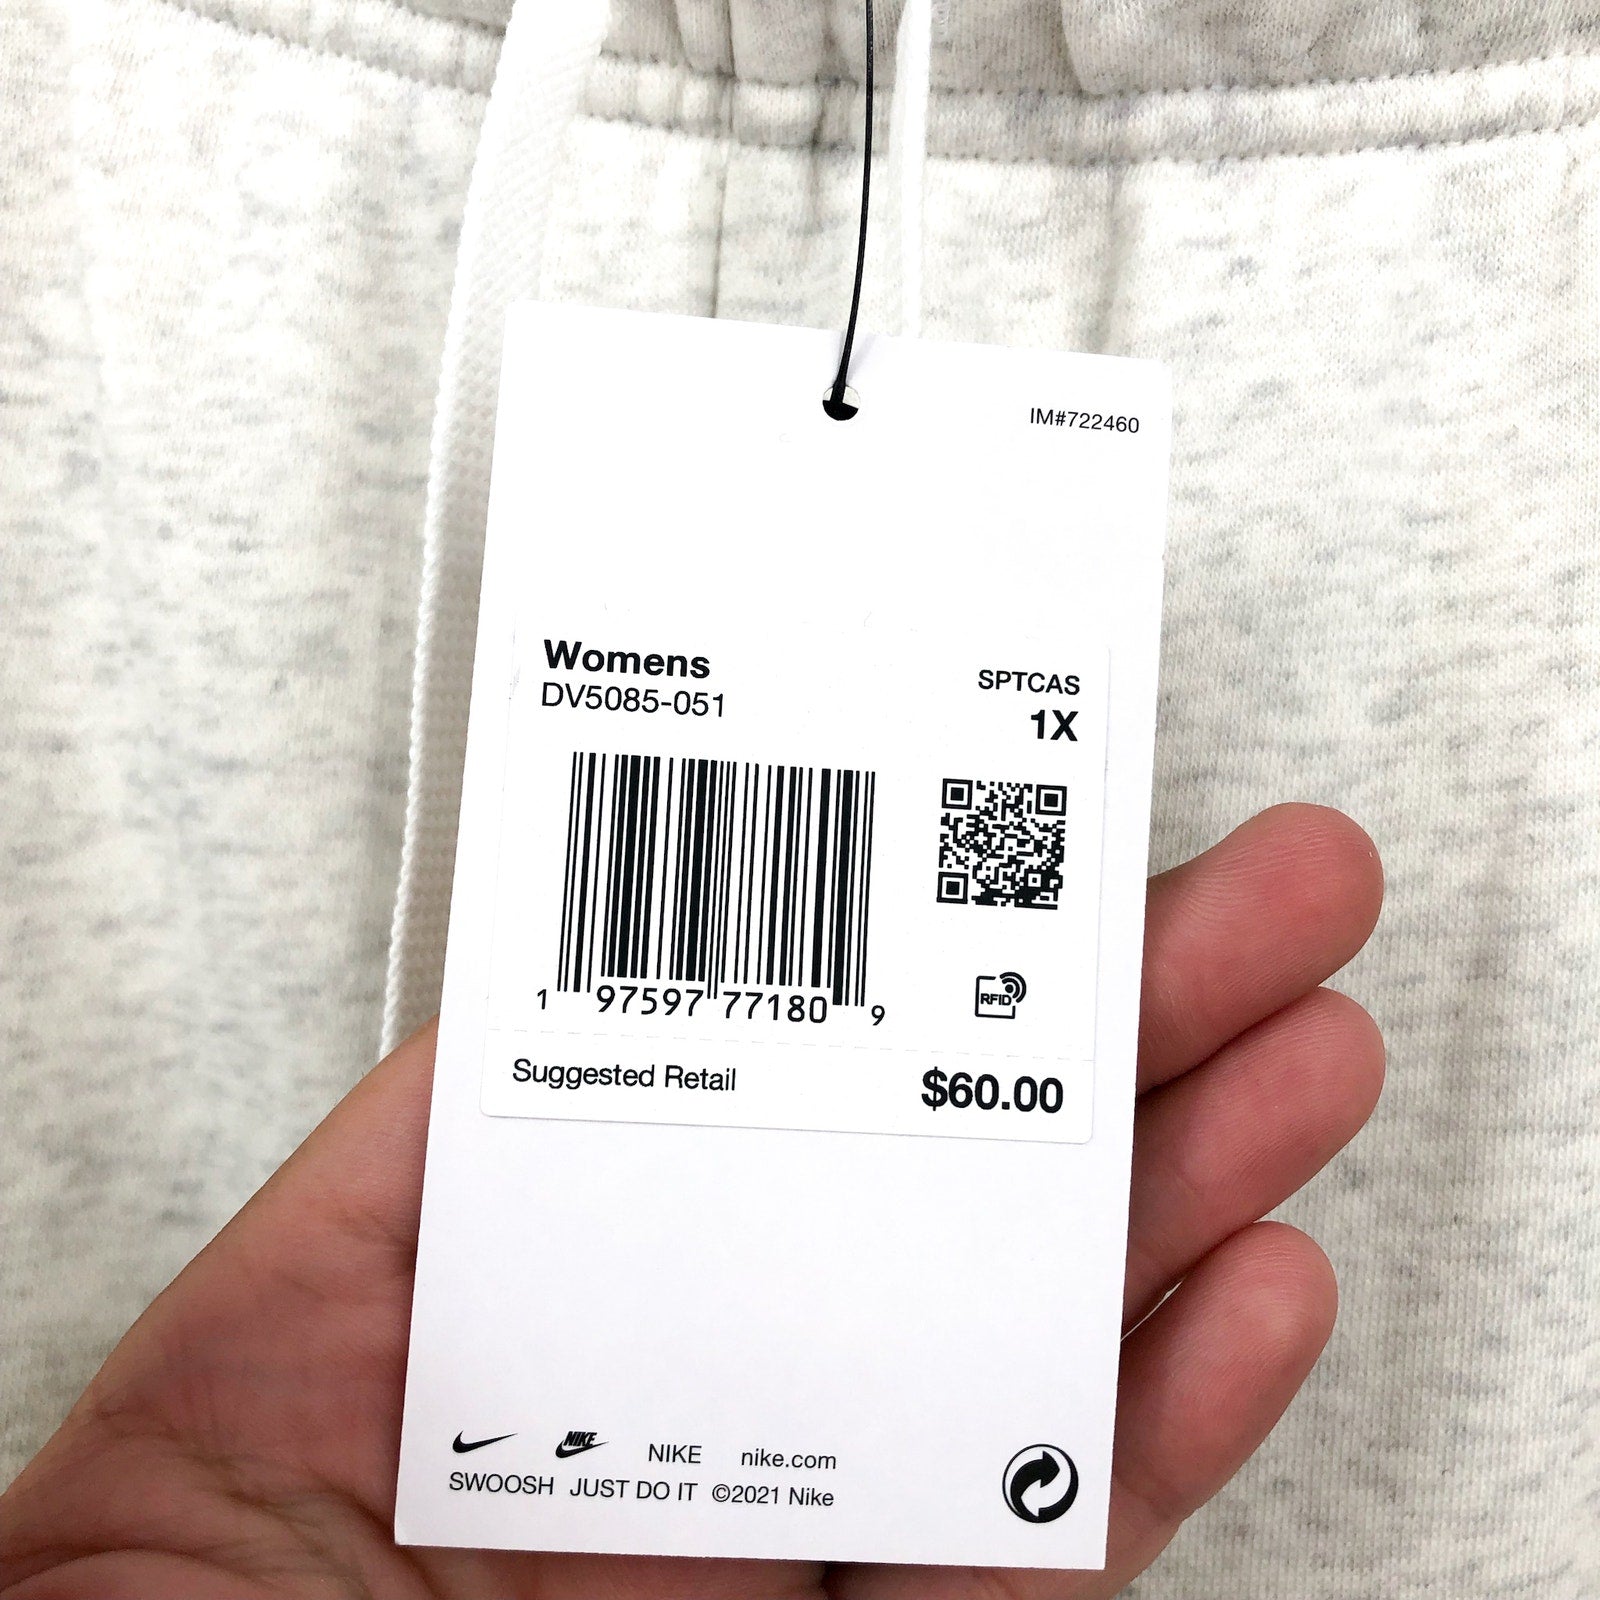 IM#722460
Womens
SPTCAS
DV5085-051
1X
RFID
1 97597 77180 9
Suggested Retail $60.00
NIKE NIKE nike.com
SWOOSH JUST DO IT ©2021 Nike